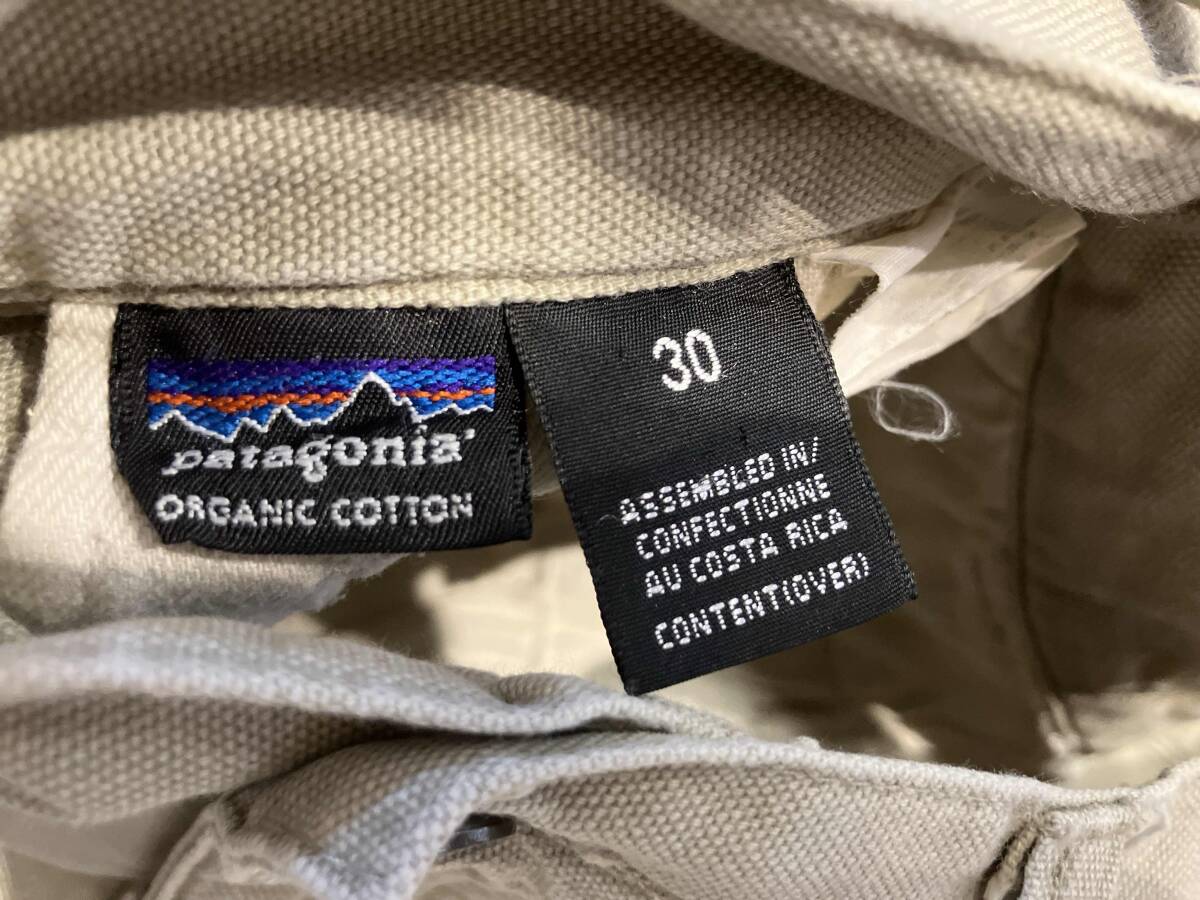 patagonia
ORGANIC COTTON
30
ASSEMBLED IN/
CONFECTIONNE
AU COSTA RICA
CONTENT(OVER)